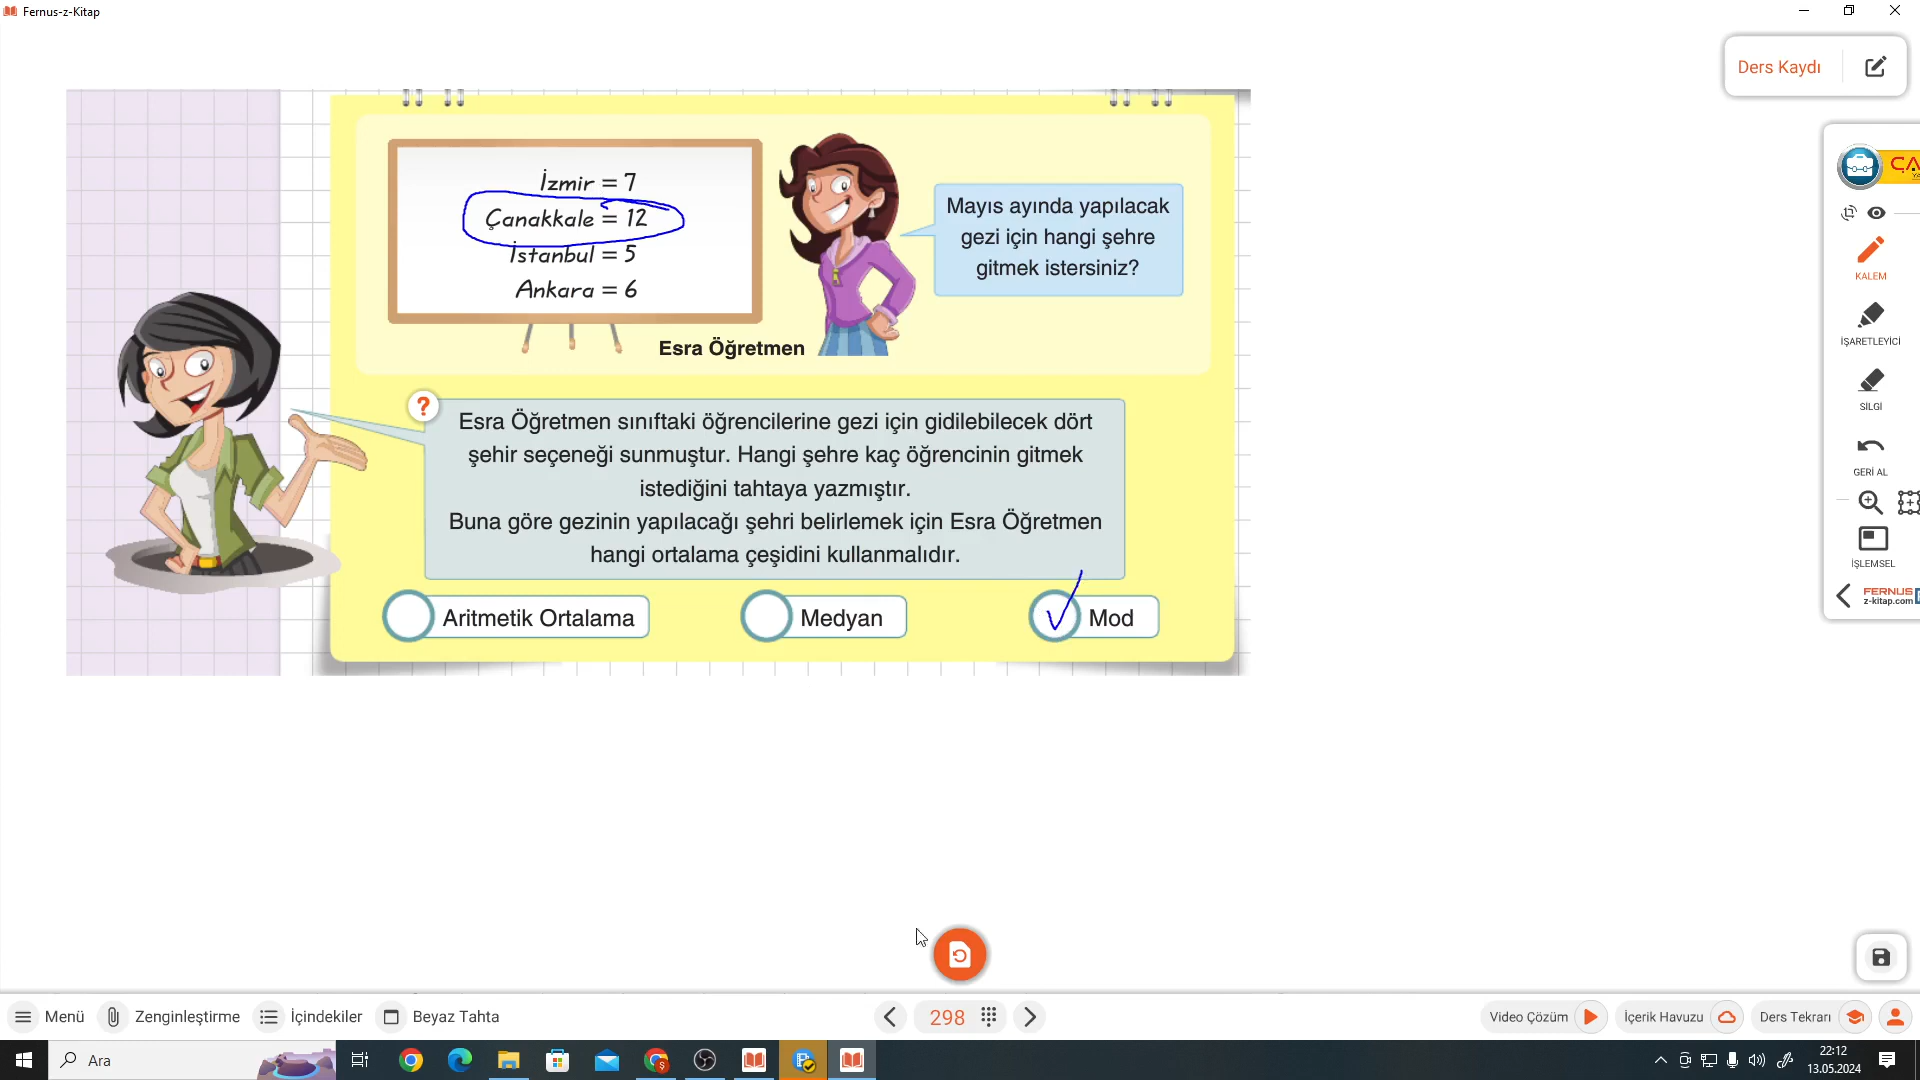 Fernus-z-Kitap
Ders Kaydı
İzmir = 7
Çanakkale = 12
İstanbul = 5
Ankara = 6
Esra Öğretmen
Mayıs ayında yapılacak
gezi için hangi şehre
gitmek istersiniz?
?
Esra Öğretmen sınıftaki öğrencilerine gezi için gidilebilecek dört
şehir seçeneği sunmuştur. Hangi şehre kaç öğrencinin gitmek
istediğini tahtaya yazmıştır.
Buna göre gezinin yapılacağı şehri belirlemek için Esra Öğretmen
hangi ortalama çeşidini kullanmalıdır.
Aritmetik Ortalama
Medyan
Mod
KALEM
İŞARETLEYİCİ
SİLGİ
GERİ AL
İŞLEMSEL
FERNUS
z-kitap.com
Menü
Zenginleştirme
İçindekiler
Beyaz Tahta
298
Video Çözüm
İçerik Havuzu
Ders Tekrarı
Ara
22:12
13.05.2024